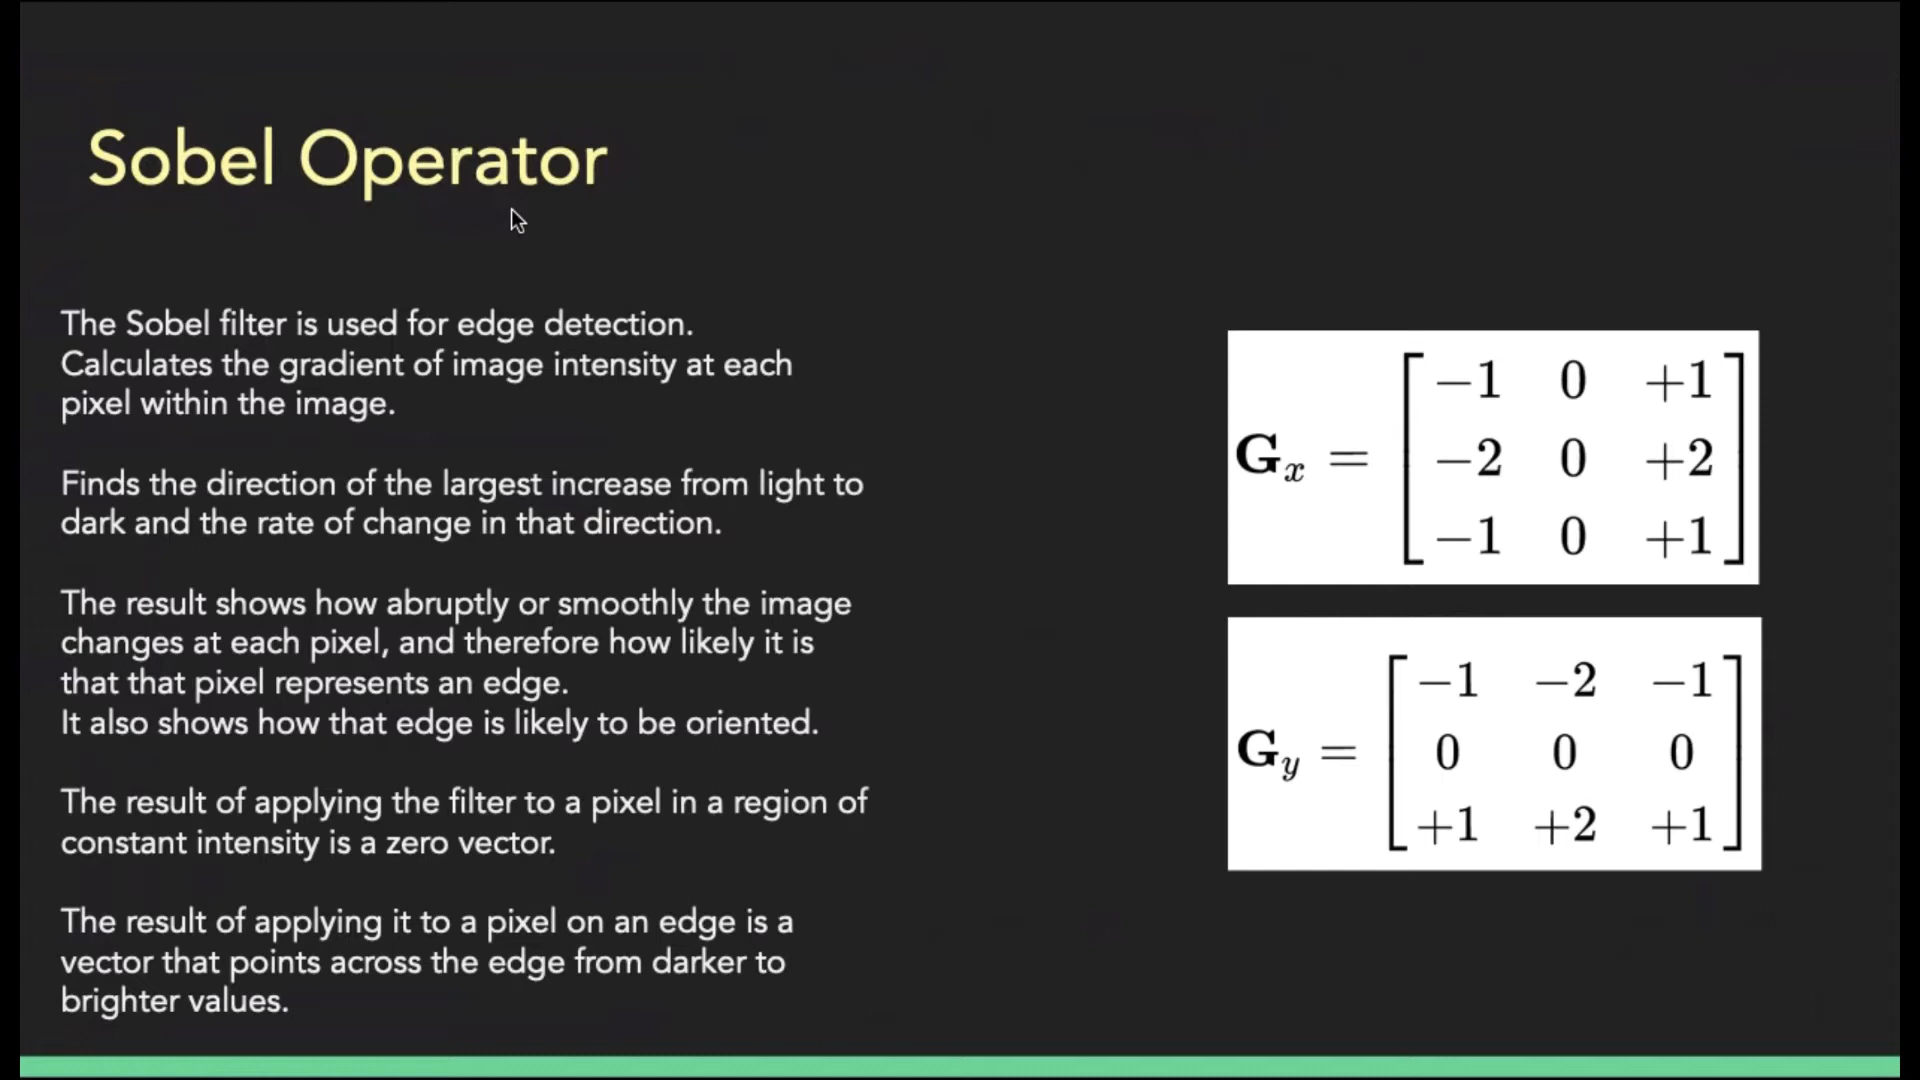 Sobel Operator
The Sobel filter is used for edge detection.
Calculates the gradient of image intensity at each
pixel within the image.
Finds the direction of the largest increase from light to
dark and the rate of change in that direction.
The result shows how abruptly or smoothly the image
changes at each pixel, and therefore how likely it is
that that pixel represents an edge.
It also shows how that edge is likely to be oriented.
The result of applying the filter to a pixel in a region of
constant intensity is a zero vector.
The result of applying it to a pixel on an edge is a
vector that points across the edge from darker to
brighter values.
−1 0 +1
Gx = −2 0 +2
−1 0 +1
−1 −2 −1
Gy = 0 0 0
+1 +2 +1